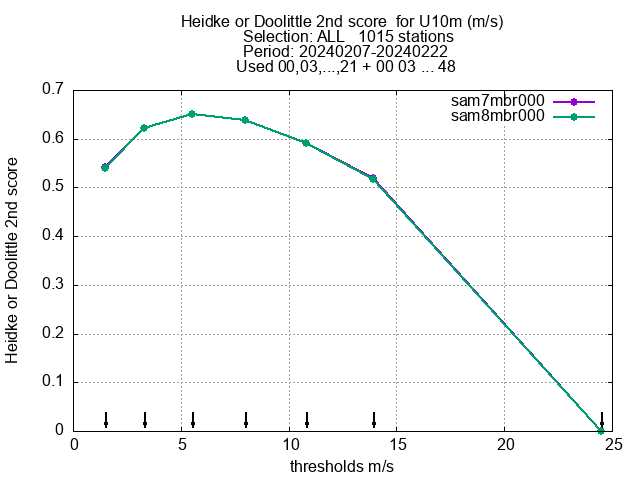 Heidke or Doolittle 2nd score  for U10m (m/s)
Selection: ALL   1015 stations
Period: 20240207-20240222
Used 00,03,...,21 + 00 03 ... 48
sam7mbr000
sam8mbr000
0.7
0.6
0.5
0.4
0.3
0.2
0.1
0
Heidke or Doolittle 2nd score
0 5 10 15 20 25
thresholds m/s